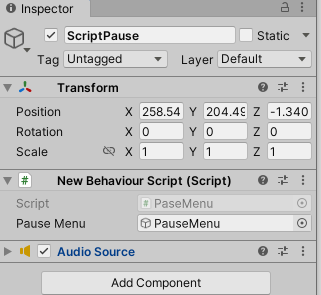 Inspector
ScriptPause Static
Tag Untagged Layer Default
Transform
Position X 258.54 Y 204.49 Z -1.340
Rotation X 0 Y 0 Z 0
Scale X 1 Y 1 Z 1
New Behaviour Script (Script)
Script PaseMenu
Pause Menu PauseMenu
Audio Source
Add Component